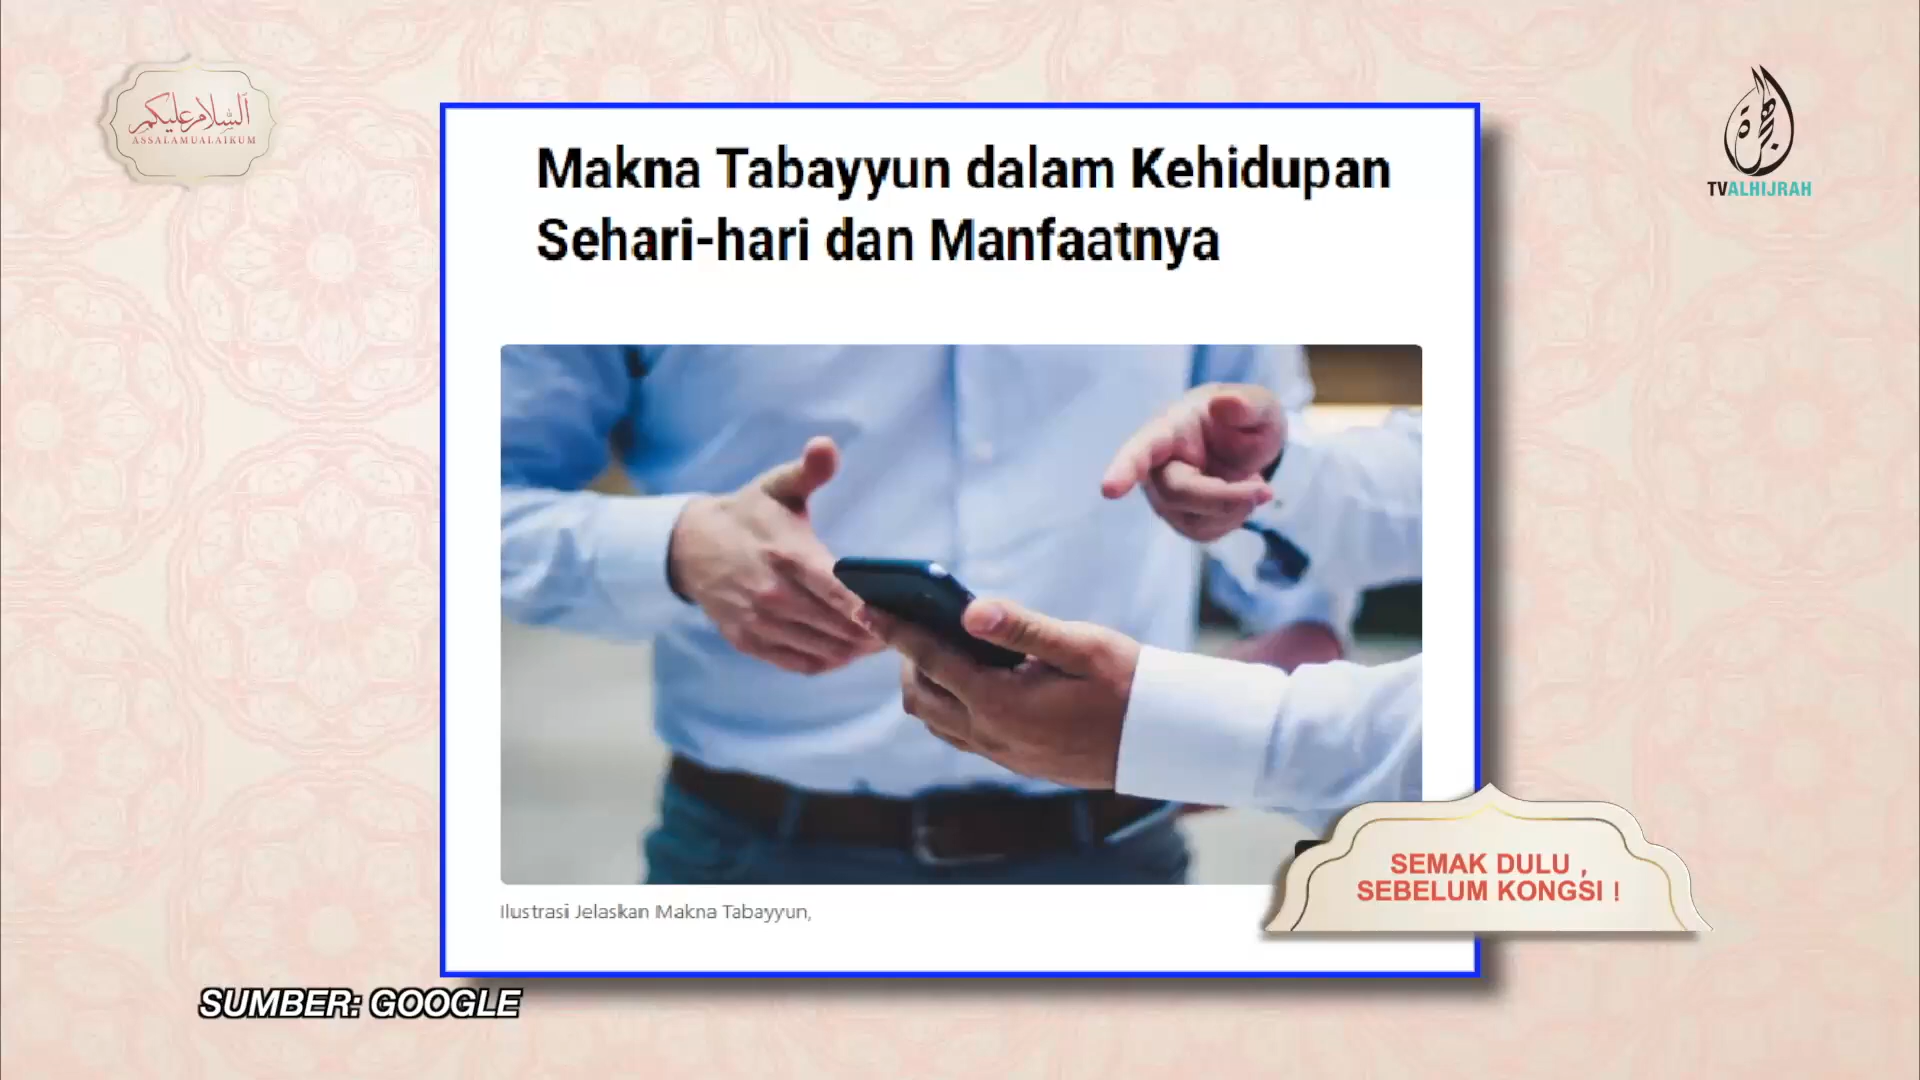 السلام عليكم
ASSALAMUALAIKUM
هجرة
TVALHIJRAH
Makna Tabayyun dalam Kehidupan
Sehari-hari dan Manfaatnya
Ilustrasi Jelaskan Makna Tabayyun,
SEMAK DULU ,
SEBELUM KONGSI !
SUMBER: GOOGLE